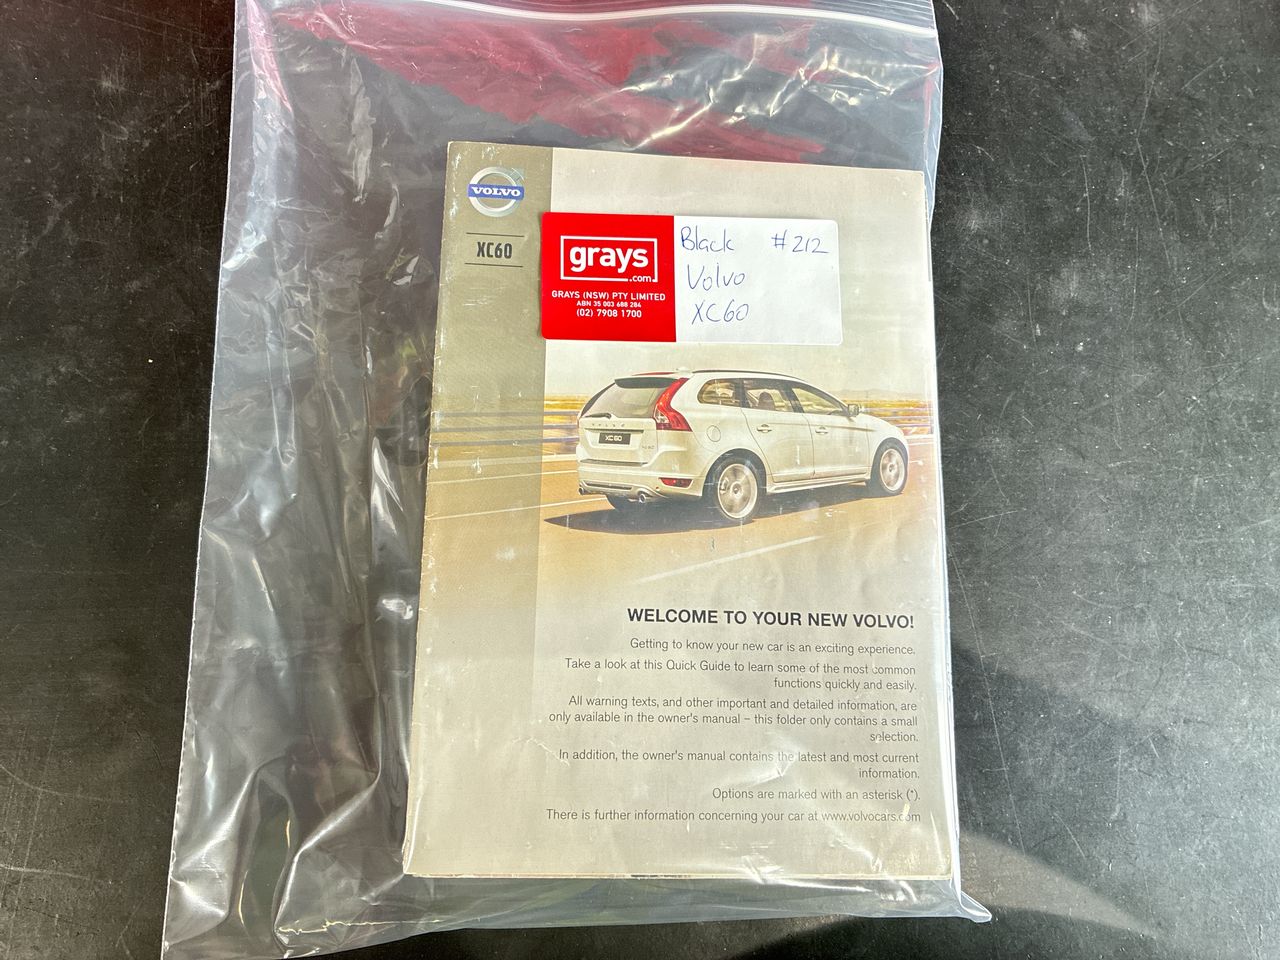 VOLVO
XC60
grays
.com
GRAYS (NSW) PTY LIMITED
ABN 35 003 688 284
(02) 7908 1700
Black #212
Volvo
XC60
VOLVO
XC60
WELCOME TO YOUR NEW VOLVO!
Getting to know your new car is an exciting experience.
Take a look at this Quick Guide to learn some of the most common
functions quickly and easily.
All warning texts, and other important and detailed information, are
only available in the owner's manual – this folder only contains a small
selection.
In addition, the owner's manual contains the latest and most current
information.
Options are marked with an asterisk (*).
There is further information concerning your car at www.volvocars.com